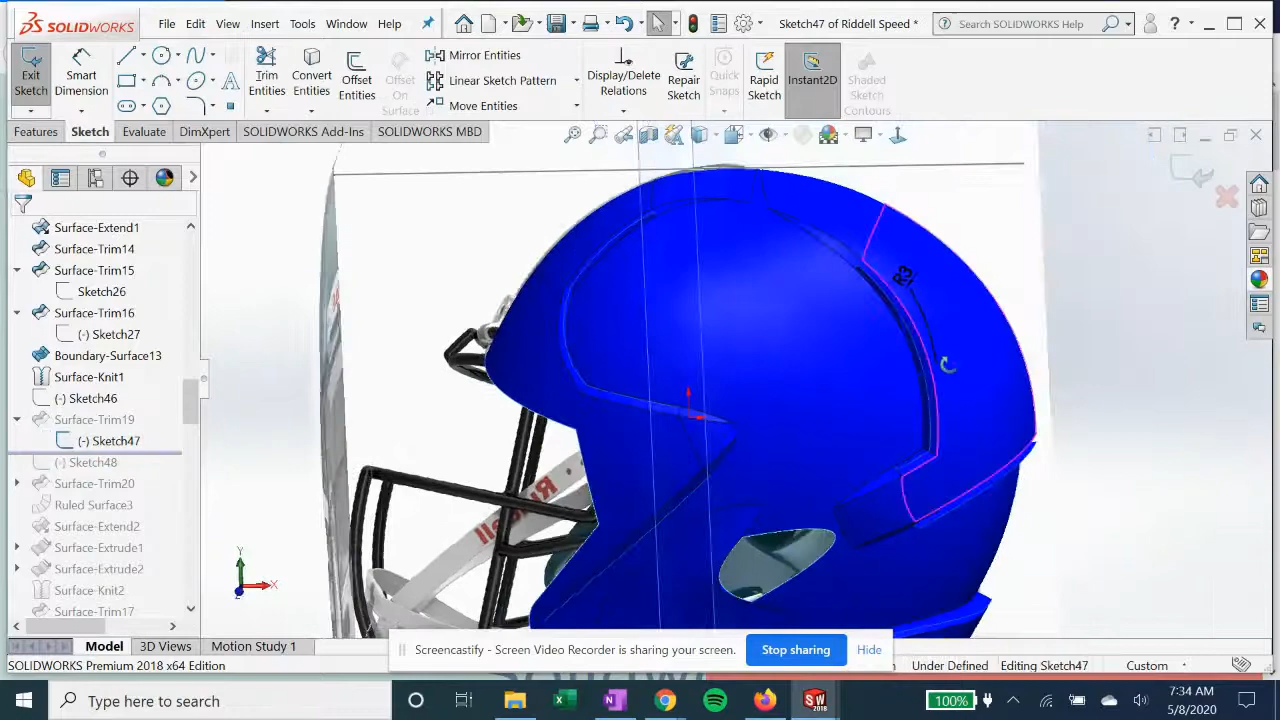 SOLIDWORKS
File Edit View Insert Tools Window Help
Sketch47 of Riddell Speed *
Search SOLIDWORKS Help
?
Exit Sketch
Smart Dimension
Trim Entities
Convert Entities
Offset Entities
Offset On Surface
Mirror Entities
Linear Sketch Pattern
Move Entities
Display/Delete Relations
Repair Sketch
Quick Snaps
Rapid Sketch
Instant2D
Shaded Sketch Contours
Features Sketch Evaluate DimXpert SOLIDWORKS Add-Ins SOLIDWORKS MBD
Surface-Extend1
Surface-Trim14
Surface-Trim15
Sketch26
Surface-Trim16
(-) Sketch27
Boundary-Surface13
Surface-Knit1
(-) Sketch46
Surface-Trim19
(-) Sketch47
(-) Sketch48
Surface-Trim20
Ruled Surface3
Surface-Extend2
Surface-Extrude1
Surface-Extrude2
Surface-Knit2
Surface-Trim17
R3
Riddell
Y
X
Model 3D Views Motion Study 1
Screencastify - Screen Video Recorder is sharing your screen.
Stop sharing
Hide
SOLIDWORKS Premium 2018 x64 Edition
Under Defined
Editing Sketch47
Custom
Type here to search
100%
7:34 AM
5/8/2020